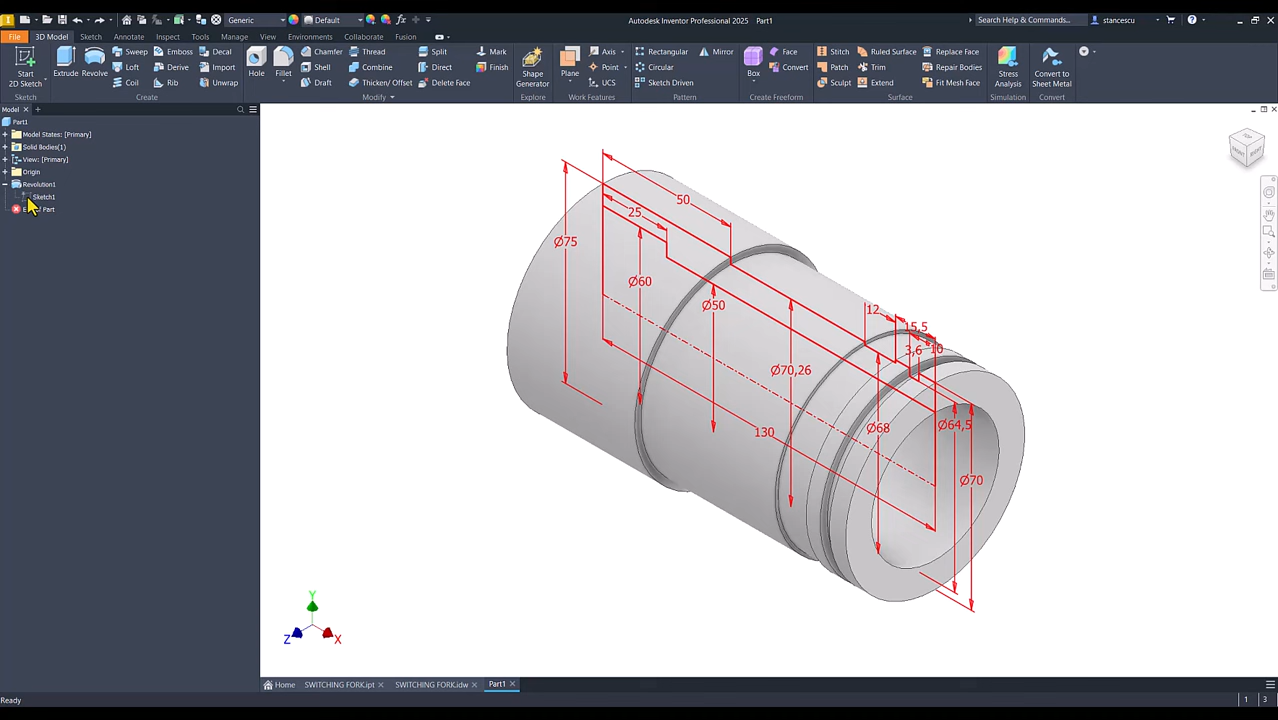 Generic
Default
fx
Autodesk Inventor Professional 2025 Part1
Search Help & Commands...
stancescu
File
3D Model
Sketch
Annotate
Inspect
Tools
Manage
View
Environments
Collaborate
Fusion
Start
2D Sketch
Extrude
Revolve
Sweep
Loft
Coil
Emboss
Derive
Rib
Decal
Import
Unwrap
Hole
Fillet
Chamfer
Shell
Draft
Thread
Combine
Thicken/ Offset
Split
Direct
Delete Face
Mark
Finish
Shape
Generator
Plane
Axis
Point
UCS
Rectangular
Circular
Sketch Driven
Mirror
Box
Face
Convert
Stitch
Patch
Sculpt
Ruled Surface
Trim
Extend
Replace Face
Repair Bodies
Fit Mesh Face
Stress
Analysis
Convert to
Sheet Metal
Sketch
Create
Modify
Explore
Work Features
Pattern
Create Freeform
Surface
Simulation
Convert
Model
Part1
Model States: [Primary]
Solid Bodies(1)
View: [Primary]
Origin
Revolution1
Sketch1
Part
TOP
FRONT
RIGHT
50
25
Ø75
Ø60
Ø50
12
15,5
3,6
10
Ø70,26
130
Ø68
Ø64,5
Ø70
Y
Z
X
Home
SWITCHING FORK.ipt
SWITCHING FORK.idw
Part1
Ready
1
3